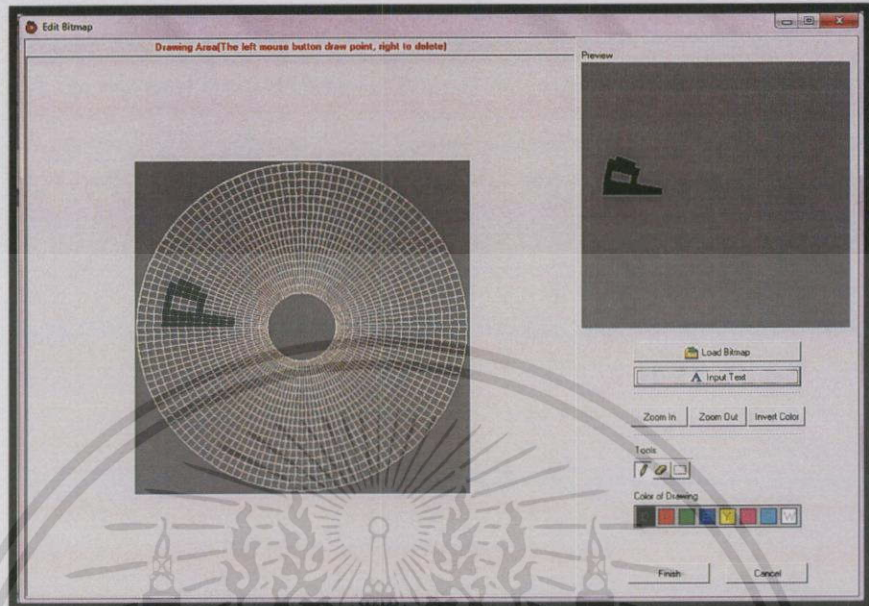 Edit Bitmap
Drawing Area(The left mouse button draw point, right to delete)
Preview
Load Bitmap
Input Text
Zoom In
Zoom Out
Invert Color
Tools
Color of Drawing
Y
W
Finish
Cancel